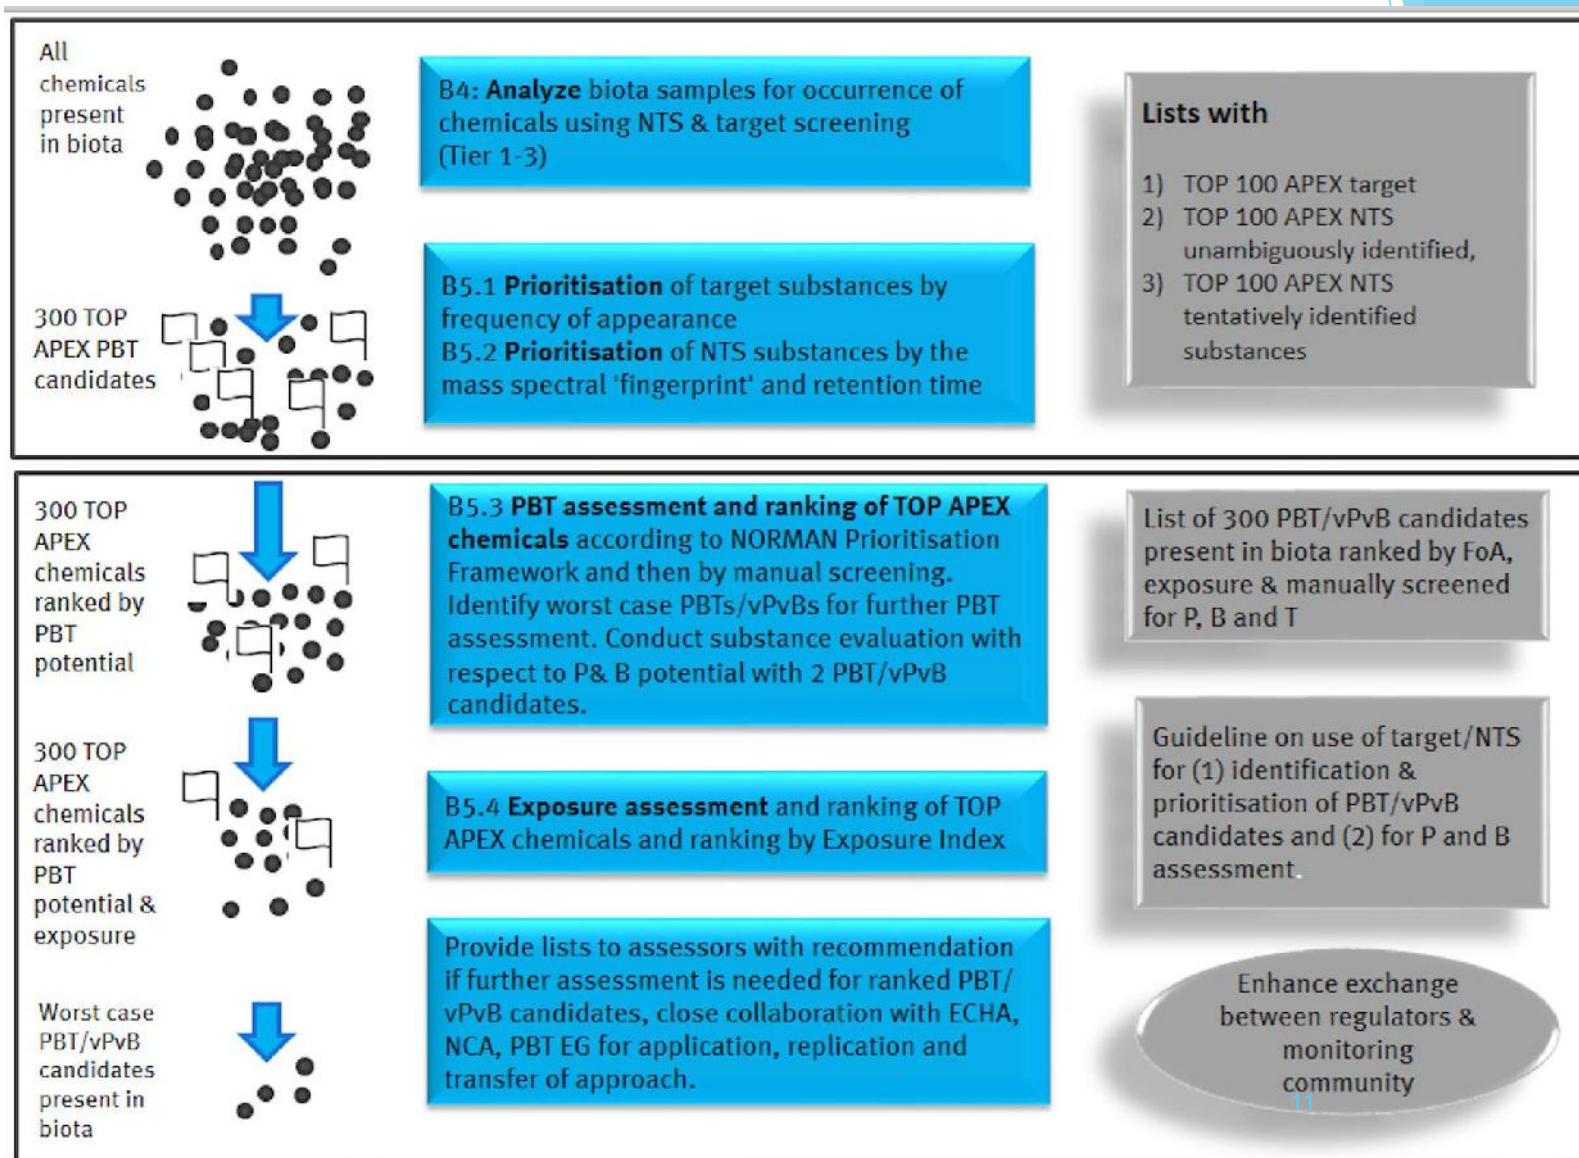 All
chemicals
present
in biota
B4: Analyze biota samples for occurrence of
chemicals using NTS & target screening
(Tier 1-3)
Lists with
1) TOP 100 APEX target
2) TOP 100 APEX NTS
unambiguously identified,
3) TOP 100 APEX NTS
tentatively identified
substances
300 TOP
APEX PBT
candidates
B5.1 Prioritisation of target substances by
frequency of appearance
B5.2 Prioritisation of NTS substances by the
mass spectral 'fingerprint' and retention time
300 TOP
APEX
chemicals
ranked by
PBT
potential
B5.3 PBT assessment and ranking of TOP APEX
chemicals according to NORMAN Prioritisation
Framework and then by manual screening.
Identify worst case PBTs/vPvBs for further PBT
assessment. Conduct substance evaluation with
respect to P& B potential with 2 PBT/vPvB
candidates.
List of 300 PBT/vPvB candidates
present in biota ranked by FoA,
exposure & manually screened
for P, B and T
300 TOP
APEX
chemicals
ranked by
PBT
potential &
exposure
B5.4 Exposure assessment and ranking of TOP
APEX chemicals and ranking by Exposure Index
Guideline on use of target/NTS
for (1) identification &
prioritisation of PBT/vPvB
candidates and (2) for P and B
assessment.
Worst case
PBT/vPvB
candidates
present in
biota
Provide lists to assessors with recommendation
if further assessment is needed for ranked PBT/
vPvB candidates, close collaboration with ECHA,
NCA, PBT EG for application, replication and
transfer of approach.
Enhance exchange
between regulators &
monitoring
community
11